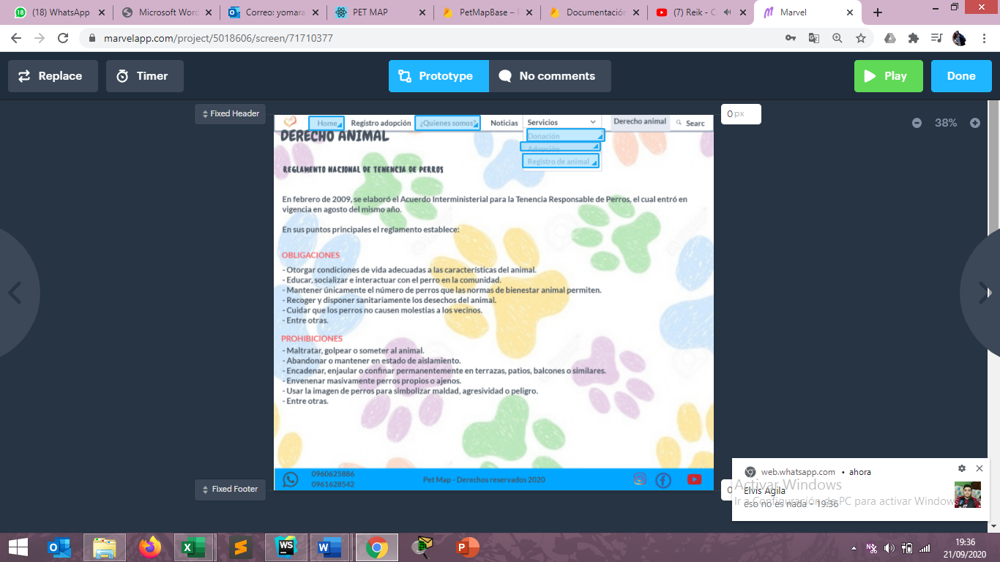 (18) WhatsApp
Microsoft Word
Correo: yomara
PET MAP
PetMapBase – F
Documentación
(7) Reik - C
Marvel
marvelapp.com/project/5018606/screen/71710377
Replace
Timer
Prototype
No comments
Play
Done
Fixed Header
0 px
38%
Home
Registro adopción
¿Quienes somos?
Noticias
Servicios
Derecho animal
Searc
Donación
Adopción
Registro de animal
DERECHO ANIMAL
REGLAMENTO NACIONAL DE TENENCIA DE PERROS
En febrero de 2009, se elaboró el Acuerdo Interministerial para la Tenencia Responsable de Perros, el cual entró en
vigencia en agosto del mismo año.
En sus puntos principales el reglamento establece:
OBLIGACIONES
- Otorgar condiciones de vida adecuadas a las características del animal.
- Educar, socializar e interactuar con el perro en la comunidad.
- Mantener únicamente el número de perros que las normas de bienestar animal permiten.
- Recoger y disponer sanitariamente los desechos del animal.
- Cuidar que los perros no causen molestias a los vecinos.
- Entre otras.
PROHIBICIONES
- Maltratar, golpear o someter al animal.
- Abandonar o mantener en estado de aislamiento.
- Encadenar, enjaular o confinar permanentemente en terrazas, patios, balcones o similares.
- Envenenar masivamente perros propios o ajenos.
- Usar la imagen de perros para simbolizar maldad, agresividad o peligro.
- Entre otras.
Fixed Footer
0960625886
0961628542
Pet Map - Derechos reservados 2020
0
web.whatsapp.com • ahora
Activar Windows
Elvis Agila
Ir a Configuración de PC para activar Window
eso no es nada - 19:36
19:36
21/09/2020